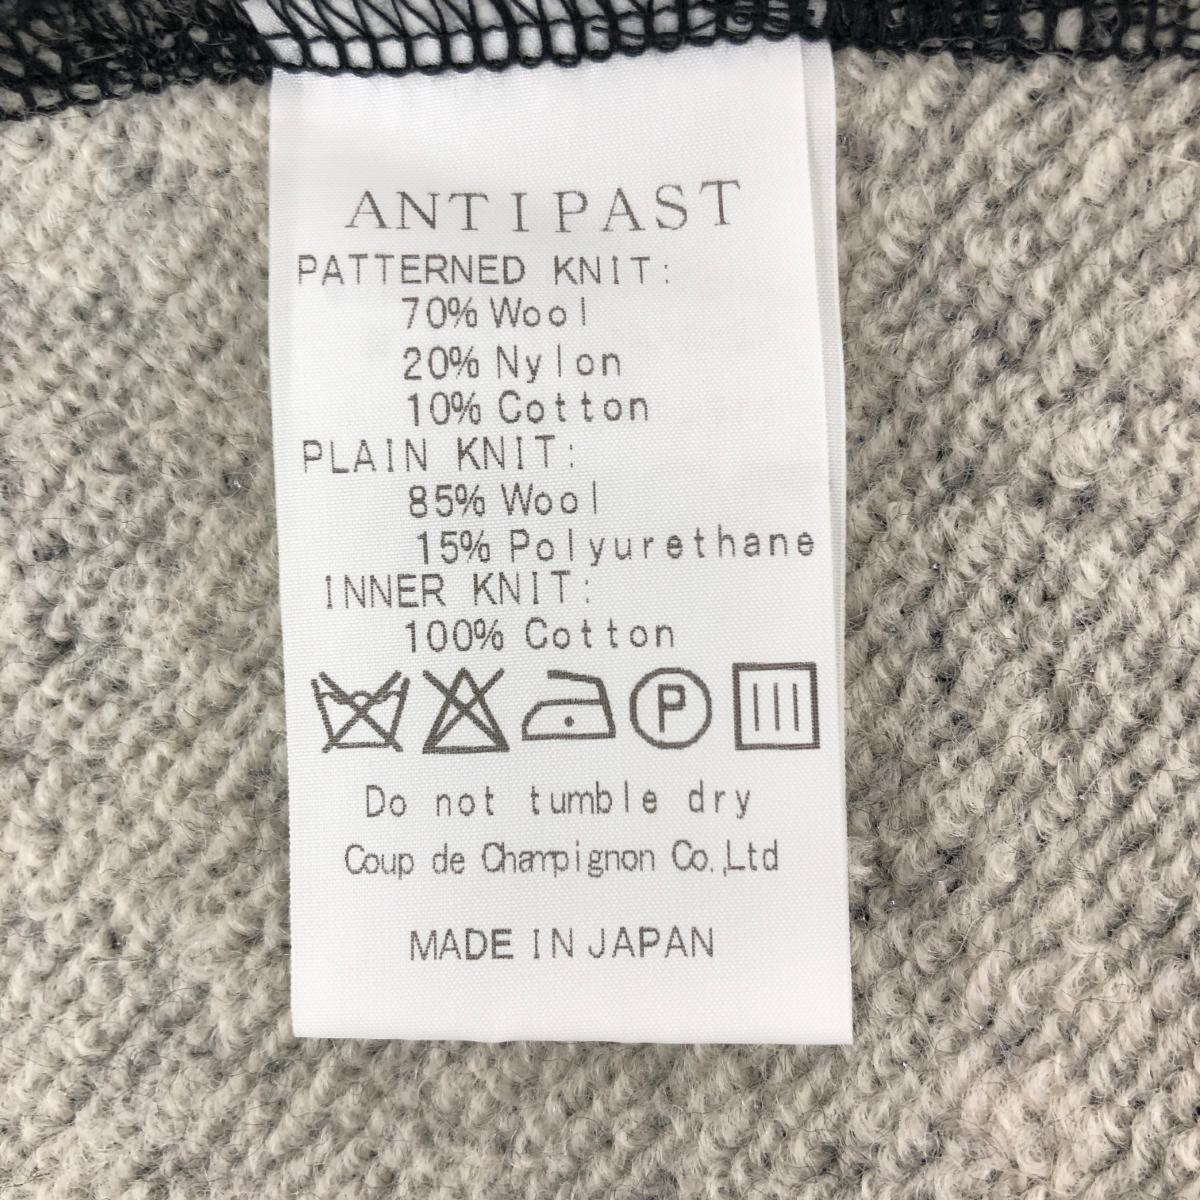 ANTIPAST
PATTERNED KNIT:
70% Wool
20% Nylon
10% Cotton
PLAIN KNIT:
85% Wool
15% Polyurethane
INNER KNIT:
100% Cotton
P
Do not tumble dry
Coup de Champignon Co.,Ltd
MADE IN JAPAN